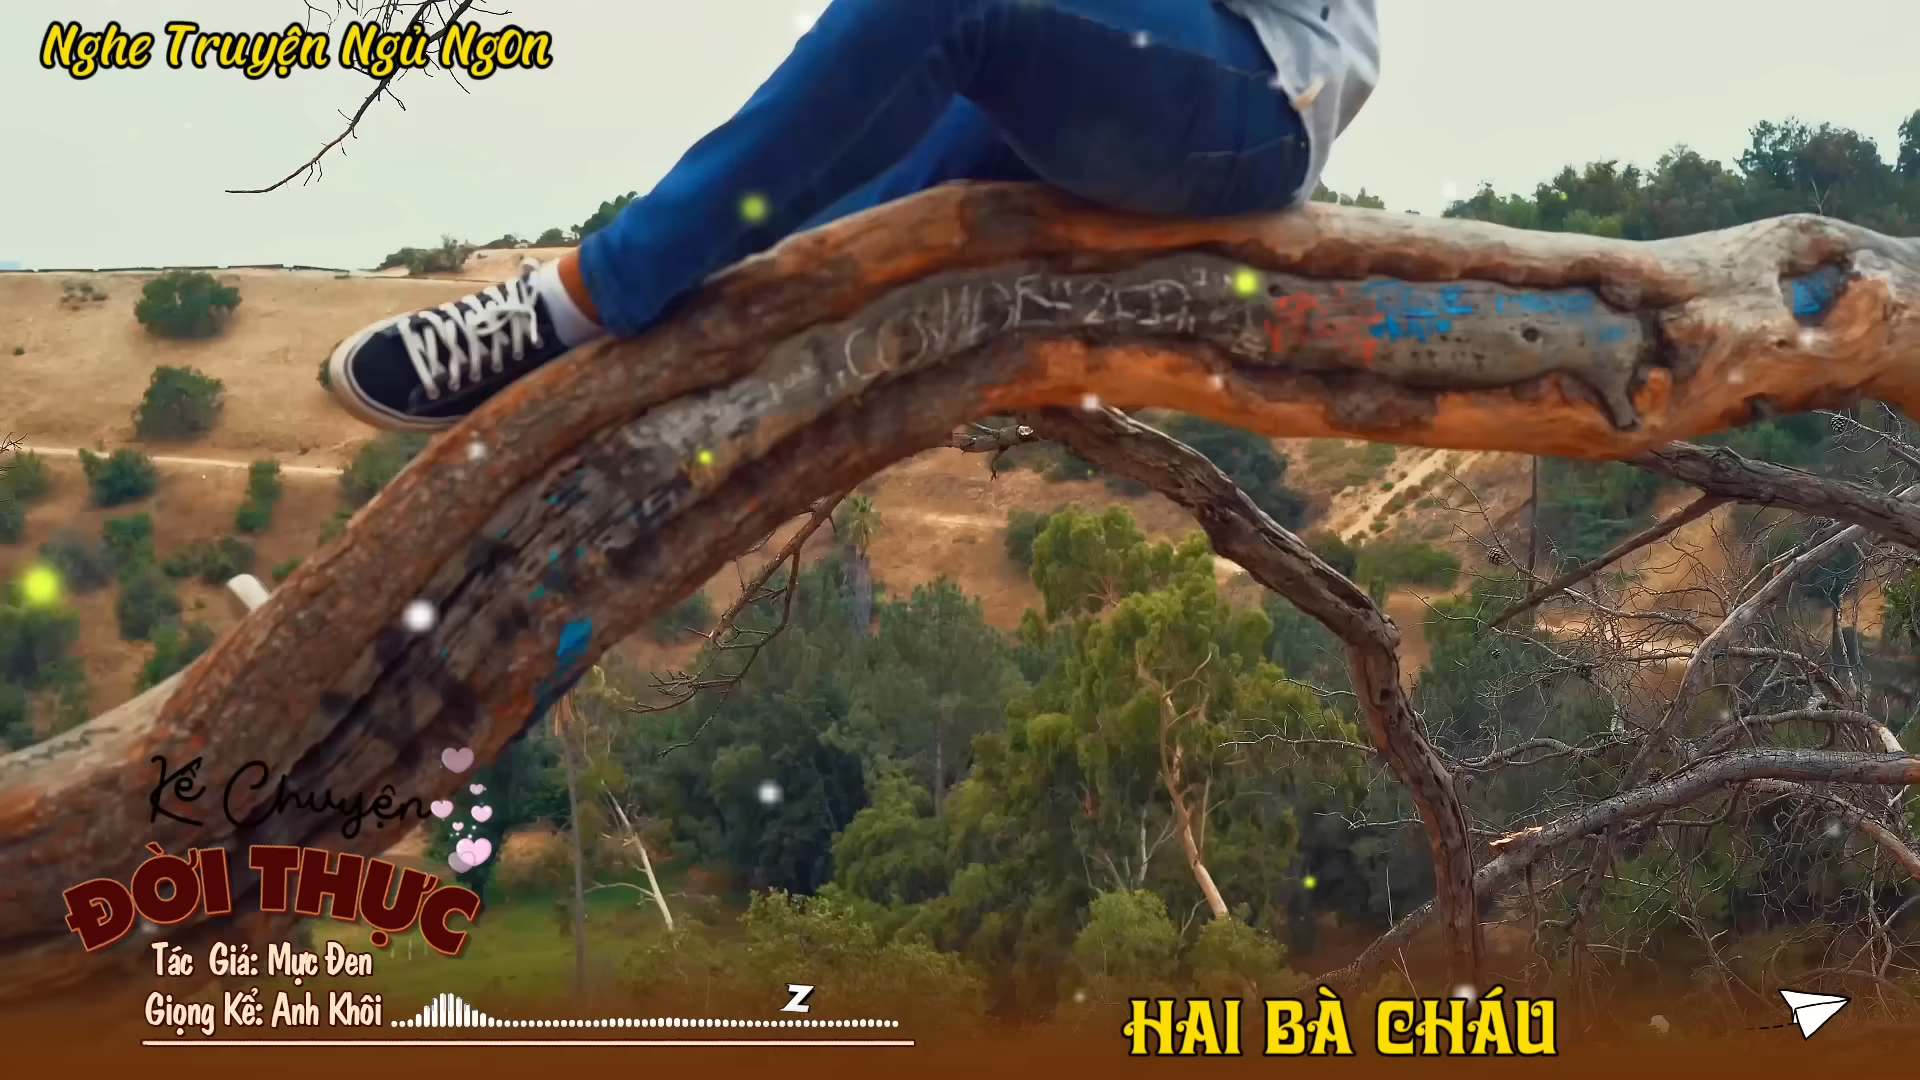 Nghe Truyện Ngủ Ngon
Kể Chuyện
ĐỜI THỰC
Tác Giả: Mực Đen
Giọng Kể: Anh Khôi
Z
HAI BÀ CHÁU